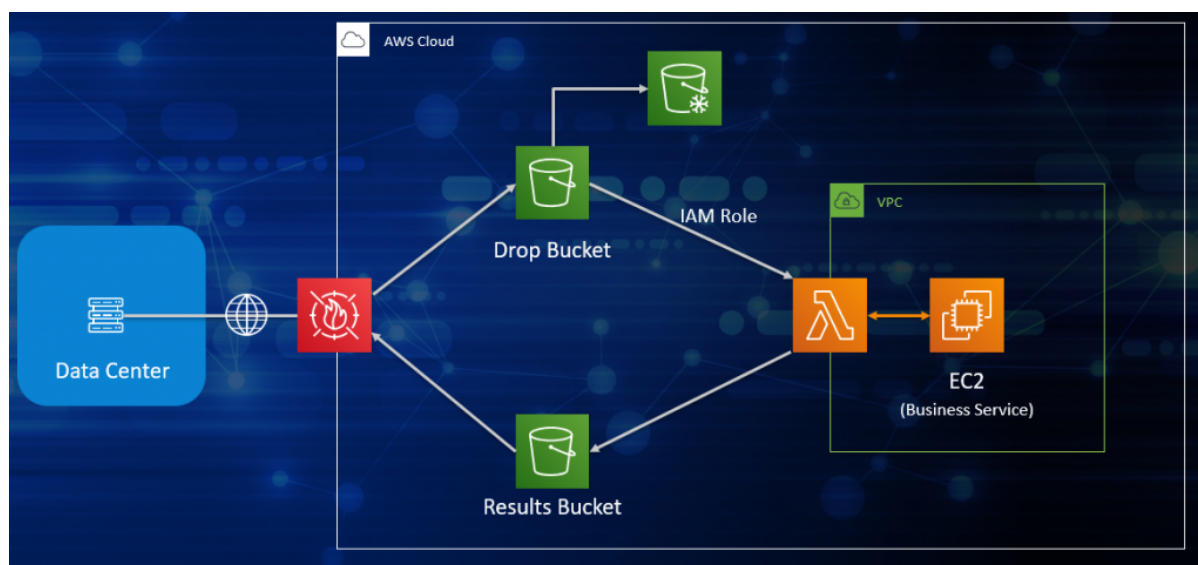 AWS Cloud
IAM Role
VPC
Drop Bucket
Data Center
EC2
(Business Service)
Results Bucket